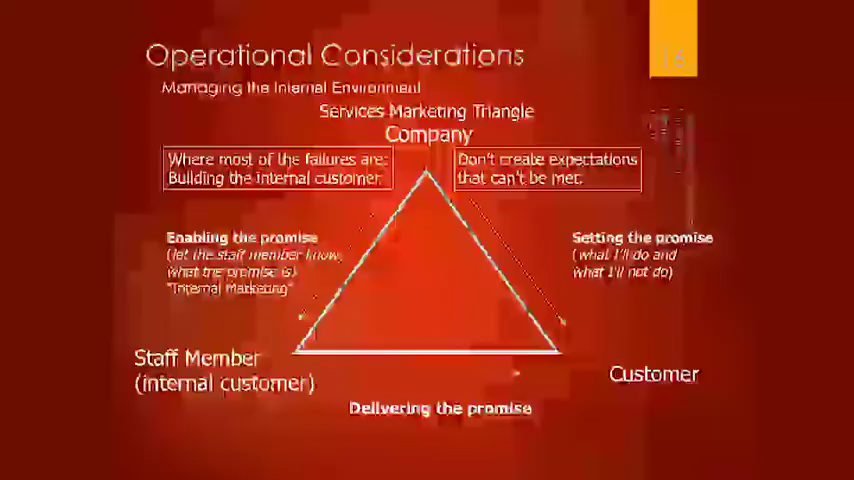 Operational Considerations
16
Managing the Internal Environment
Services Marketing Triangle
Company
Where most of the failures are:
Building the internal customer.
Don't create expectations
that can't be met.
Enabling the promise
(let the staff member know,
what the promise is)
"Internal Marketing"
Setting the promise
(what I'll do and
what I'll not do)
Staff Member
(internal customer)
Customer
Delivering the promise